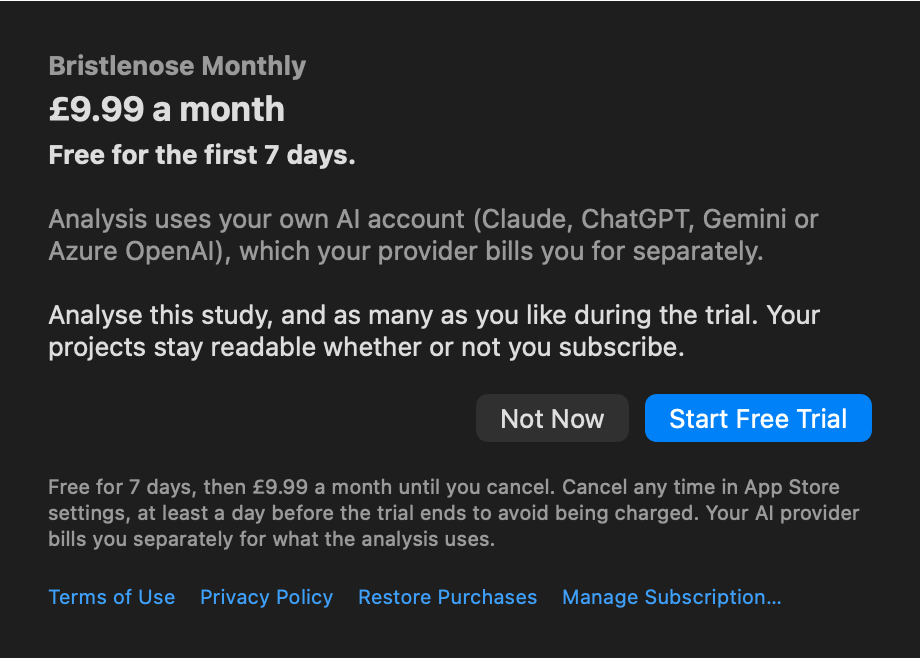 Bristlenose Monthly
£9.99 a month
Free for the first 7 days.
Analysis uses your own AI account (Claude, ChatGPT, Gemini or
Azure OpenAI), which your provider bills you for separately.
Analyse this study, and as many as you like during the trial. Your
projects stay readable whether or not you subscribe.
Not Now
Start Free Trial
Free for 7 days, then £9.99 a month until you cancel. Cancel any time in App Store
settings, at least a day before the trial ends to avoid being charged. Your AI provider
bills you separately for what the analysis uses.
Terms of Use
Privacy Policy
Restore Purchases
Manage Subscription...